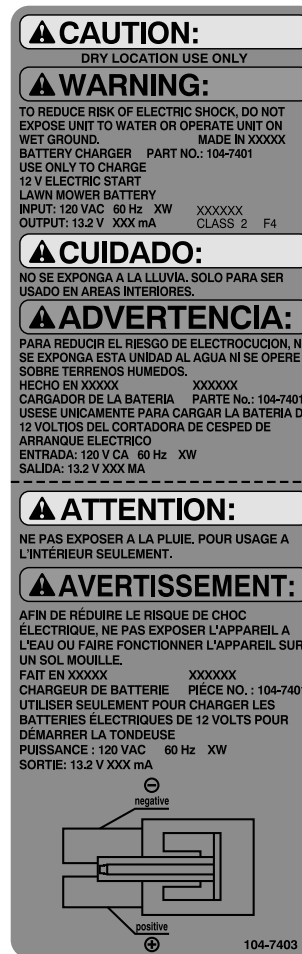 CAUTION:
DRY LOCATION USE ONLY
WARNING:
TO REDUCE RISK OF ELECTRIC SHOCK, DO NOT
EXPOSE UNIT TO WATER OR OPERATE UNIT ON
WET GROUND. MADE IN XXXXX
BATTERY CHARGER PART NO.: 104-7401
USE ONLY TO CHARGE
12 V ELECTRIC START
LAWN MOWER BATTERY
INPUT: 120 VAC 60 Hz XW XXXXXX
OUTPUT: 13.2 V XXX mA CLASS 2 F4
CUIDADO:
NO SE EXPONGA A LA LLUVIA. SOLO PARA SER
USADO EN AREAS INTERIORES.
ADVERTENCIA:
PARA REDUCIR EL RIESGO DE ELECTROCUCION, N
SE EXPONGA ESTA UNIDAD AL AGUA NI SE OPERE
SOBRE TERRENOS HUMEDOS.
HECHO EN XXXXX XXXXXX
CARGADOR DE LA BATERIA PARTE No.: 104-7401
USESE UNICAMENTE PARA CARGAR LA BATERIA D
12 VOLTIOS DEL CORTADORA DE CESPED DE
ARRANQUE ELECTRICO
ENTRADA: 120 V CA 60 Hz XW
SALIDA: 13.2 V XXX MA
ATTENTION:
NE PAS EXPOSER A LA PLUIE. POUR USAGE A
L'INTÉRIEUR SEULEMENT.
AVERTISSEMENT:
AFIN DE RÉDUIRE LE RISQUE DE CHOC
ÉLECTRIQUE, NE PAS EXPOSER L'APPAREIL A
L'EAU OU FAIRE FONCTIONNER L'APPAREIL SUR
UN SOL MOUILLE.
FAIT EN XXXXX XXXXXX
CHARGEUR DE BATTERIE PIÉCE NO. : 104-7401
UTILISER SEULEMENT POUR CHARGER LES
BATTERIES ÉLECTRIQUES DE 12 VOLTS POUR
DÉMARRER LA TONDEUSE
PUISSANCE : 120 VAC 60 Hz XW
SORTIE: 13.2 V XXX mA
negative
positive
104-7403